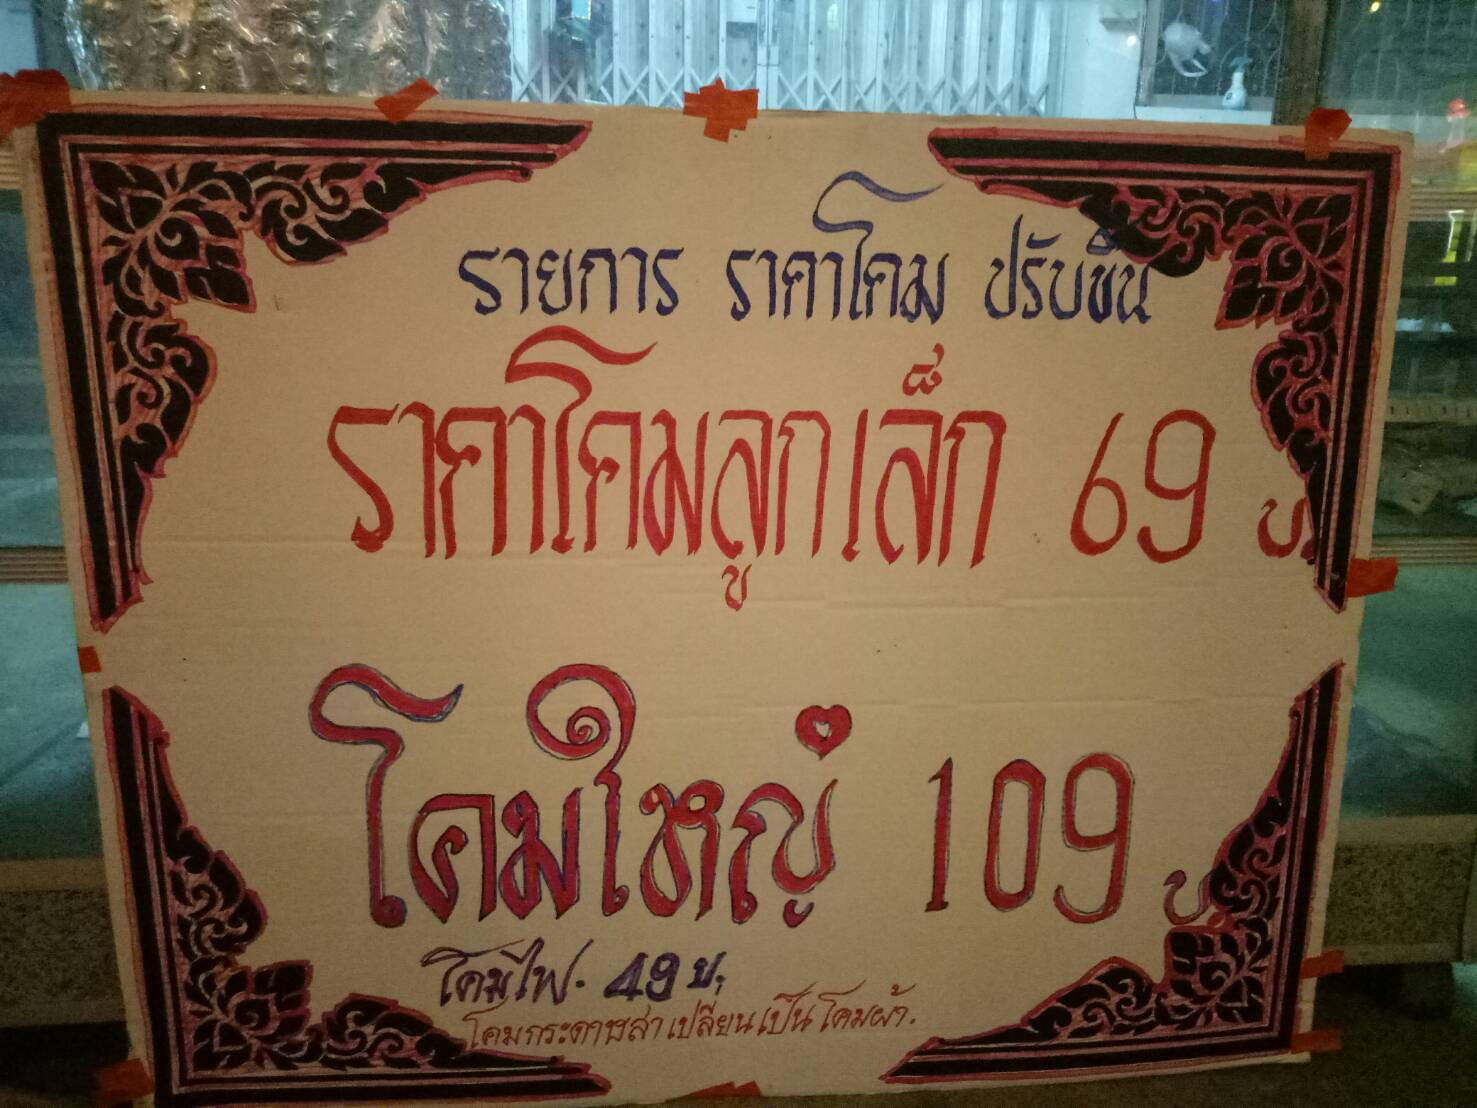 รายการ ราคาโคม ปรับขึ้น
ราคาโคมลูกเล็ก 69 บ.
โคมใหญ่ 109 บ
โคมไฟ. 49 บ.
โคมกระดาษสา เปลี่ยนเป็น โคมผ้า.